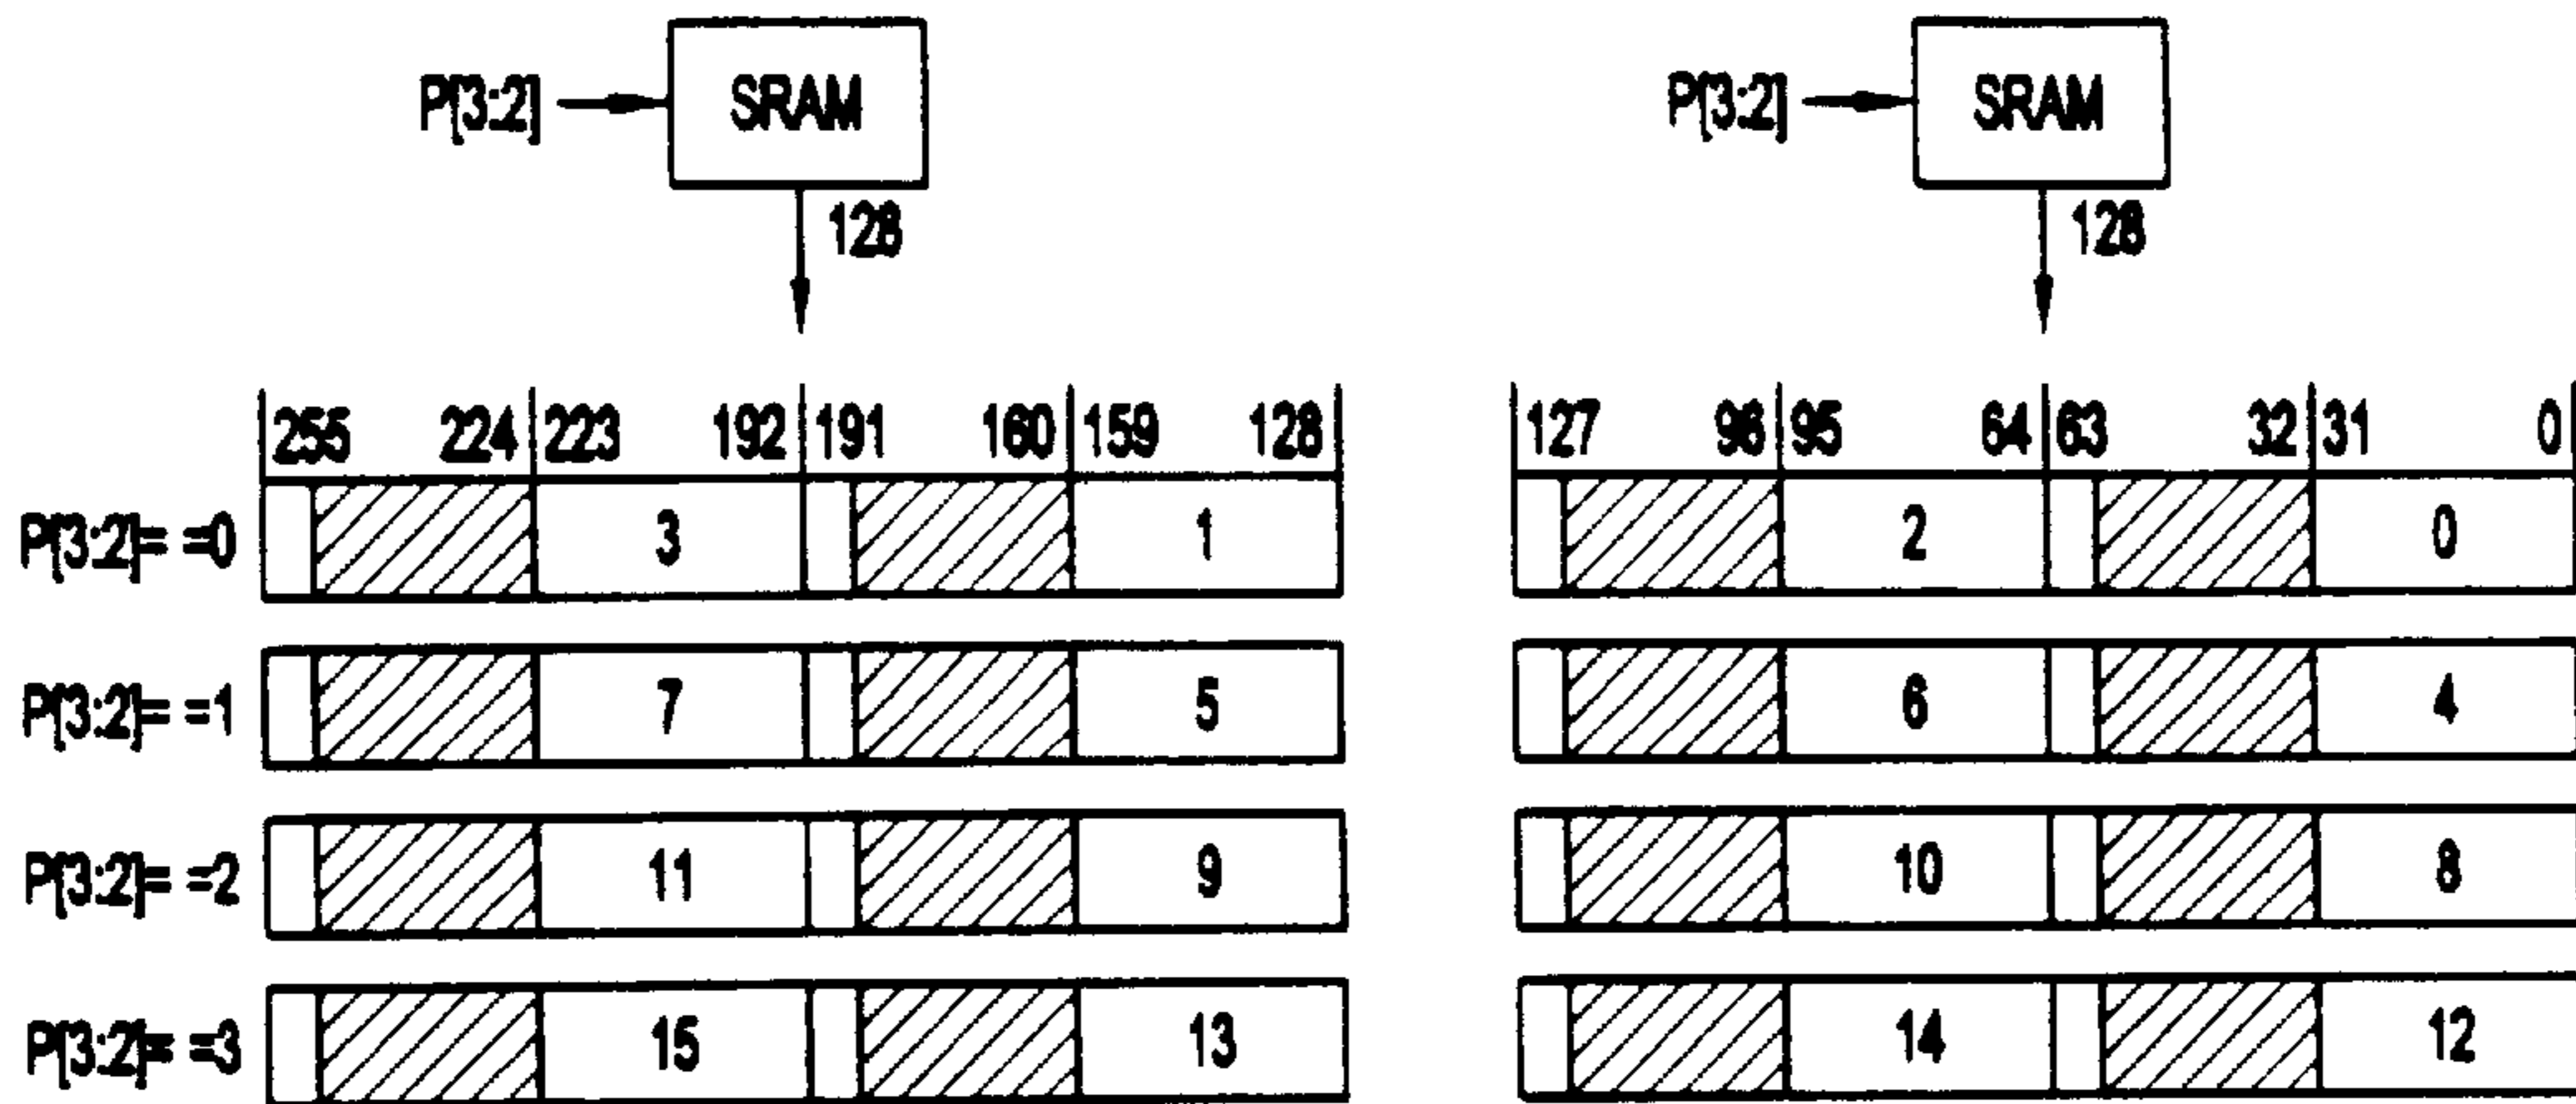 P[3:2] SRAM P[3:2] SRAM
128 128
255 224 223 192 191 160 159 128 127 96 95 64 63 32 31 0
P[3:2]= =0 3 1 2 0
P[3:2]= =1 7 5 6 4
P[3:2]= =2 11 9 10 8
P[3:2]= =3 15 13 14 12